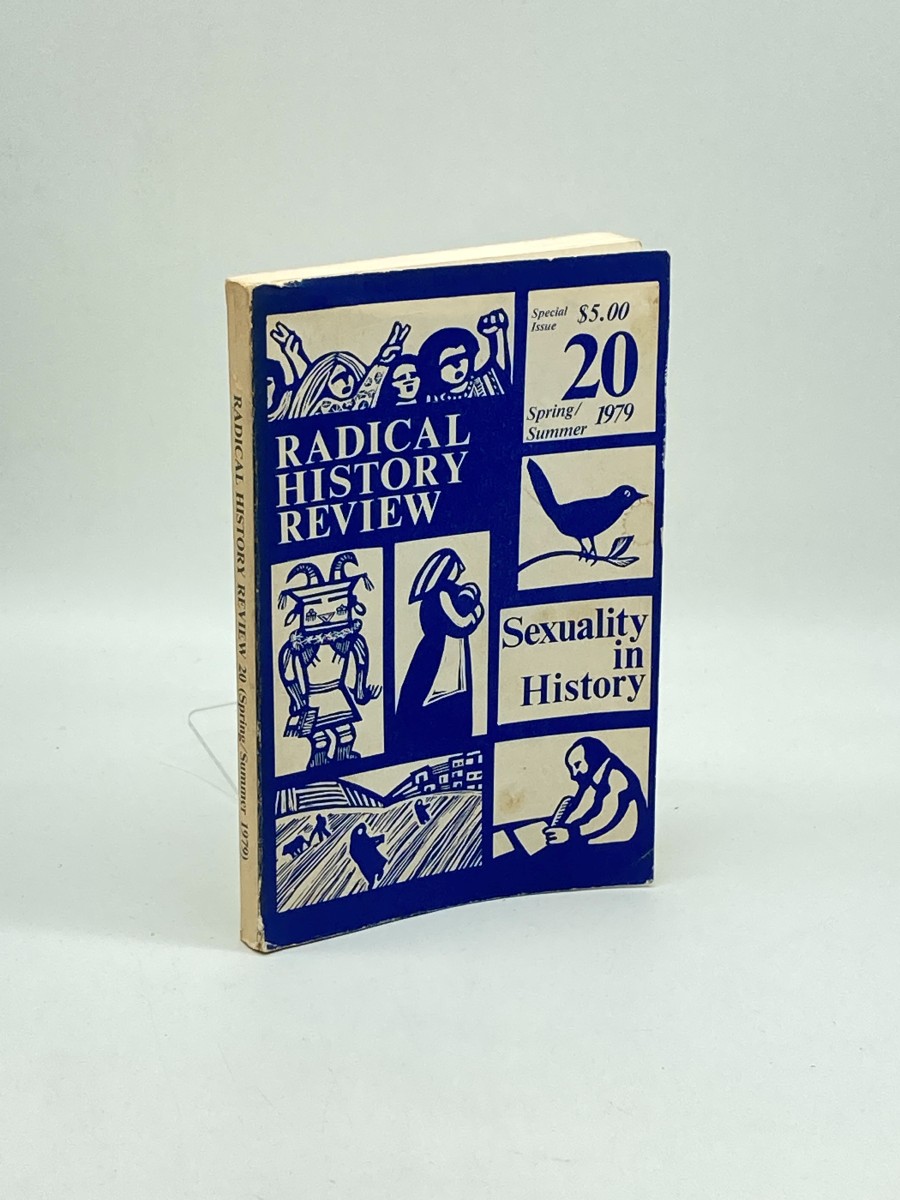 RADICAL HISTORY REVIEW 20 (Spring/Summer 1979)
Special
Issue
$5.00
20
Spring/
Summer
1979
RADICAL
HISTORY
REVIEW
Sexuality
in
History